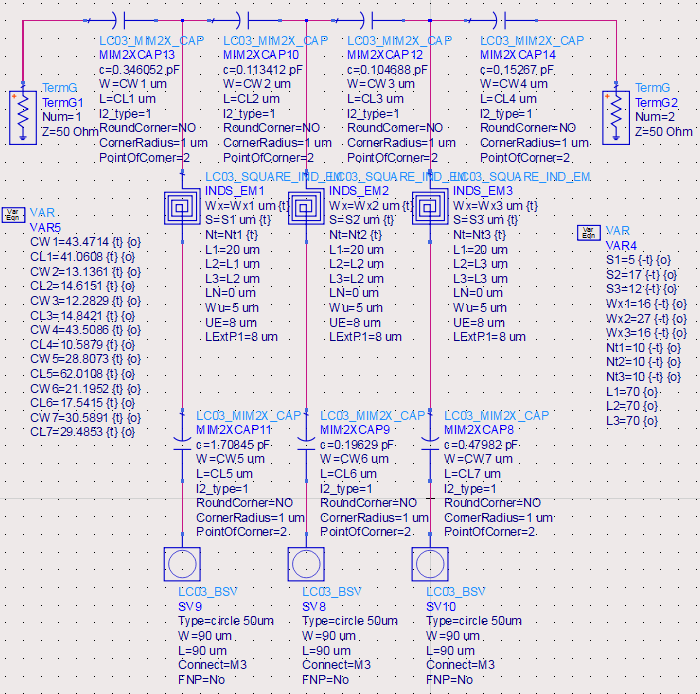 LC03_MIM2X_CAP
MIM2XCAP13
c=0.346052 pF
W=CW1 um
L=CL1 um
I2_type=1
RoundCorner=NO
CornerRadius=1 um
PointOfCorner=2
LC03_MIM2X_CAP
MIM2XCAP10
c=0.113412 pF
W=CW2 um
L=CL2 um
I2_type=1
RoundCorner=NO
CornerRadius=1 um
PointOfCorner=2
LC03_MIM2X_CAP
MIM2XCAP12
c=0.104688 pF
W=CW3 um
L=CL3 um
I2_type=1
RoundCorner=NO
CornerRadius=1 um
PointOfCorner=2
LC03_MIM2X_CAP
MIM2XCAP14
c=0.15267 pF
W=CW4 um
L=CL4 um
I2_type=1
RoundCorner=NO
CornerRadius=1 um
PointOfCorner=2
TermG
TermG1
Num=1
Z=50 Ohm
TermG
TermG2
Num=2
Z=50 Ohm
LC03_SQUARE_IND_EM
INDS_EM1
Wx=Wx1 um {t}
S=S1 um {t}
Nt=Nt1 {t}
L1=20 um
L2=L1 um
L3=L2 um
LN=0 um
Wu=5 um
UE=8 um
LExtP1=8 um
LC03_SQUARE_IND_EM
INDS_EM2
Wx=Wx2 um {t}
S=S2 um {t}
Nt=Nt2 {t}
L1=20 um
L2=L2 um
L3=L3 um
LN=0 um
Wu=5 um
UE=8 um
LExtP1=8 um
LC03_SQUARE_IND_EM
INDS_EM3
Wx=Wx3 um {t}
S=S3 um {t}
Nt=Nt3 {t}
L1=20 um
L2=L3 um
L3=L3 um
LN=0 um
Wu=5 um
UE=8 um
LExtP1=8 um
Var
Eqn
VAR
VAR5
CW1=43.4714 {t} {o}
CL1=41.0608 {t} {o}
CW2=13.1361 {t} {o}
CL2=14.6151 {t} {o}
CW3=12.2829 {t} {o}
CL3=14.8421 {t} {o}
CW4=43.5086 {t} {o}
CL4=10.5879 {t} {o}
CW5=28.8073 {t} {o}
CL5=62.0108 {t} {o}
CW6=21.1952 {t} {o}
CL6=17.5415 {t} {o}
CW7=30.5891 {t} {o}
CL7=29.4853 {t} {o}
Var
Eqn
VAR
VAR4
S1=5 {-t} {o}
S2=17 {-t} {o}
S3=12 {-t} {o}
Wx1=16 {-t} {o}
Wx2=27 {-t} {o}
Wx3=16 {-t} {o}
Nt1=10 {-t} {o}
Nt2=10 {-t} {o}
Nt3=10 {-t} {o}
L1=70 {o}
L2=70 {o}
L3=70 {o}
LC03_MIM2X_CAP
MIM2XCAP11
c=1.70845 pF
W=CW5 um
L=CL5 um
I2_type=1
RoundCorner=NO
CornerRadius=1 um
PointOfCorner=2
LC03_MIM2X_CAP
MIM2XCAP9
c=0.19629 pF
W=CW6 um
L=CL6 um
I2_type=1
RoundCorner=NO
CornerRadius=1 um
PointOfCorner=2
LC03_MIM2X_CAP
MIM2XCAP8
c=0.47982 pF
W=CW7 um
L=CL7 um
I2_type=1
RoundCorner=NO
CornerRadius=1 um
PointOfCorner=2
LC03_BSV
SV9
Type=circle 50um
W=90 um
L=90 um
Connect=M3
FNP=No
LC03_BSV
SV8
Type=circle 50um
W=90 um
L=90 um
Connect=M3
FNP=No
LC03_BSV
SV10
Type=circle 50um
W=90 um
L=90 um
Connect=M3
FNP=No